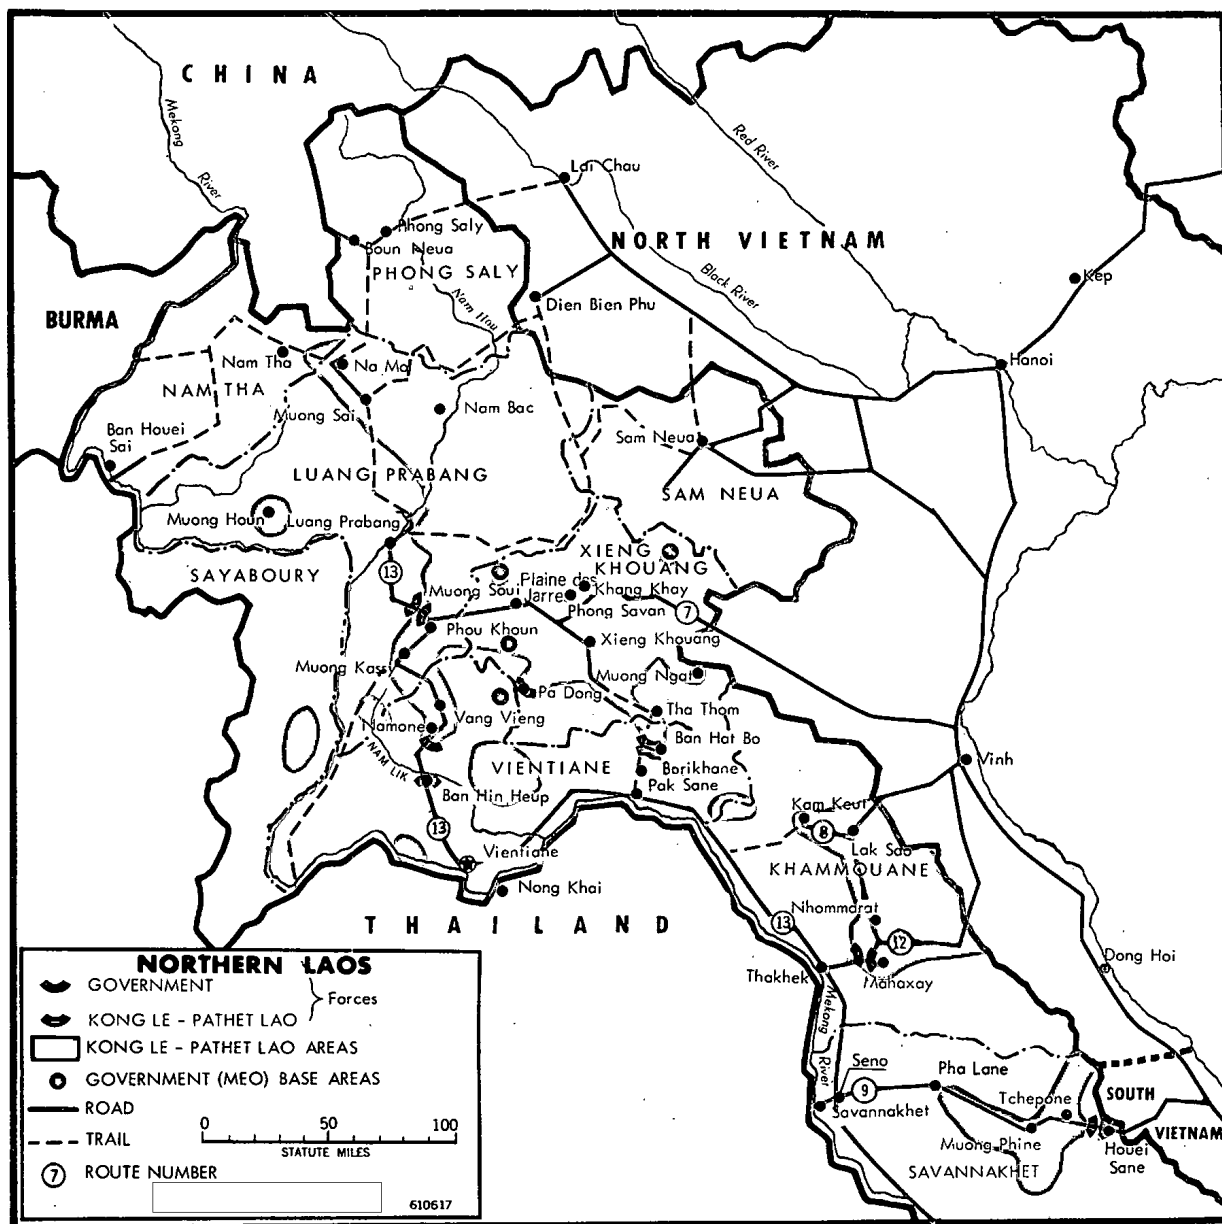 CHINA
Mekong
River
Red River
Lai Chau
Phong Saly
Boun Neua
NORTH VIETNAM
PHONG SALY
Black River
Kep
Nam Hou
Dien Bien Phu
BURMA
Hanoi
Nam Tha
Na Mo
NAM THA
Muong Sai
Nam Bac
Ban Houei
Sai
Sam Neua
LUANG PRABANG
SAM NEUA
Muong Houn
Luang Prabang
XIENG
KHOUANG
SAYABOURY
13
Muong Soui
Plaine des
Jarres
Khang Khay
Phong Savan
7
Phou Khoun
Xieng Khouang
Muong Kassy
Muong Ngat
Pa Dong
Tha Thom
Vang Vieng
Namone
Ban Hat Bo
NAM LIK
VIENTIANE
Borikhane
Vinh
Ban Hin Heup
Pak Sane
Kam Keut
13
8
Vientiane
Lak Sao
KHAMMOUANE
Nong Khai
Nhommarat
THAILAND
13
12
Thakhek
Mahaxay
Dong Hoi
Mekong
River
Seno
Pha Lane
9
Savannakhet
Tchepone
SOUTH
VIETNAM
Muong Phine
Houei
Sane
SAVANNAKHET
NORTHERN LAOS
GOVERNMENT
Forces
KONG LE - PATHET LAO
KONG LE - PATHET LAO AREAS
GOVERNMENT (MEO) BASE AREAS
ROAD
0 50 100
TRAIL
STATUTE MILES
7 ROUTE NUMBER
610617